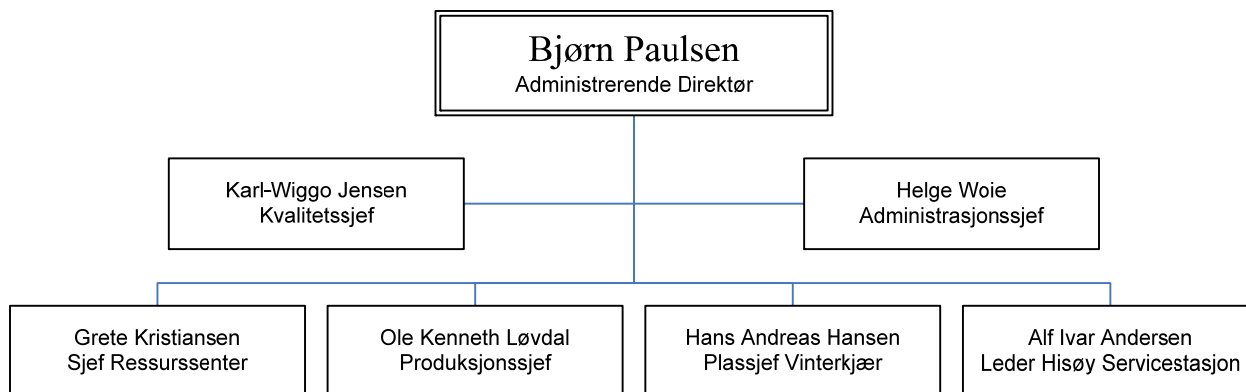 Bjørn Paulsen
Administrerende Direktør
Karl-Wiggo Jensen
Kvalitetssjef
Helge Woie
Administrasjonssjef
Grete Kristiansen
Sjef Ressurssenter
Ole Kenneth Løvdal
Produksjonssjef
Hans Andreas Hansen
Plassjef Vinterkjær
Alf Ivar Andersen
Leder Hisøy Servicestasjon